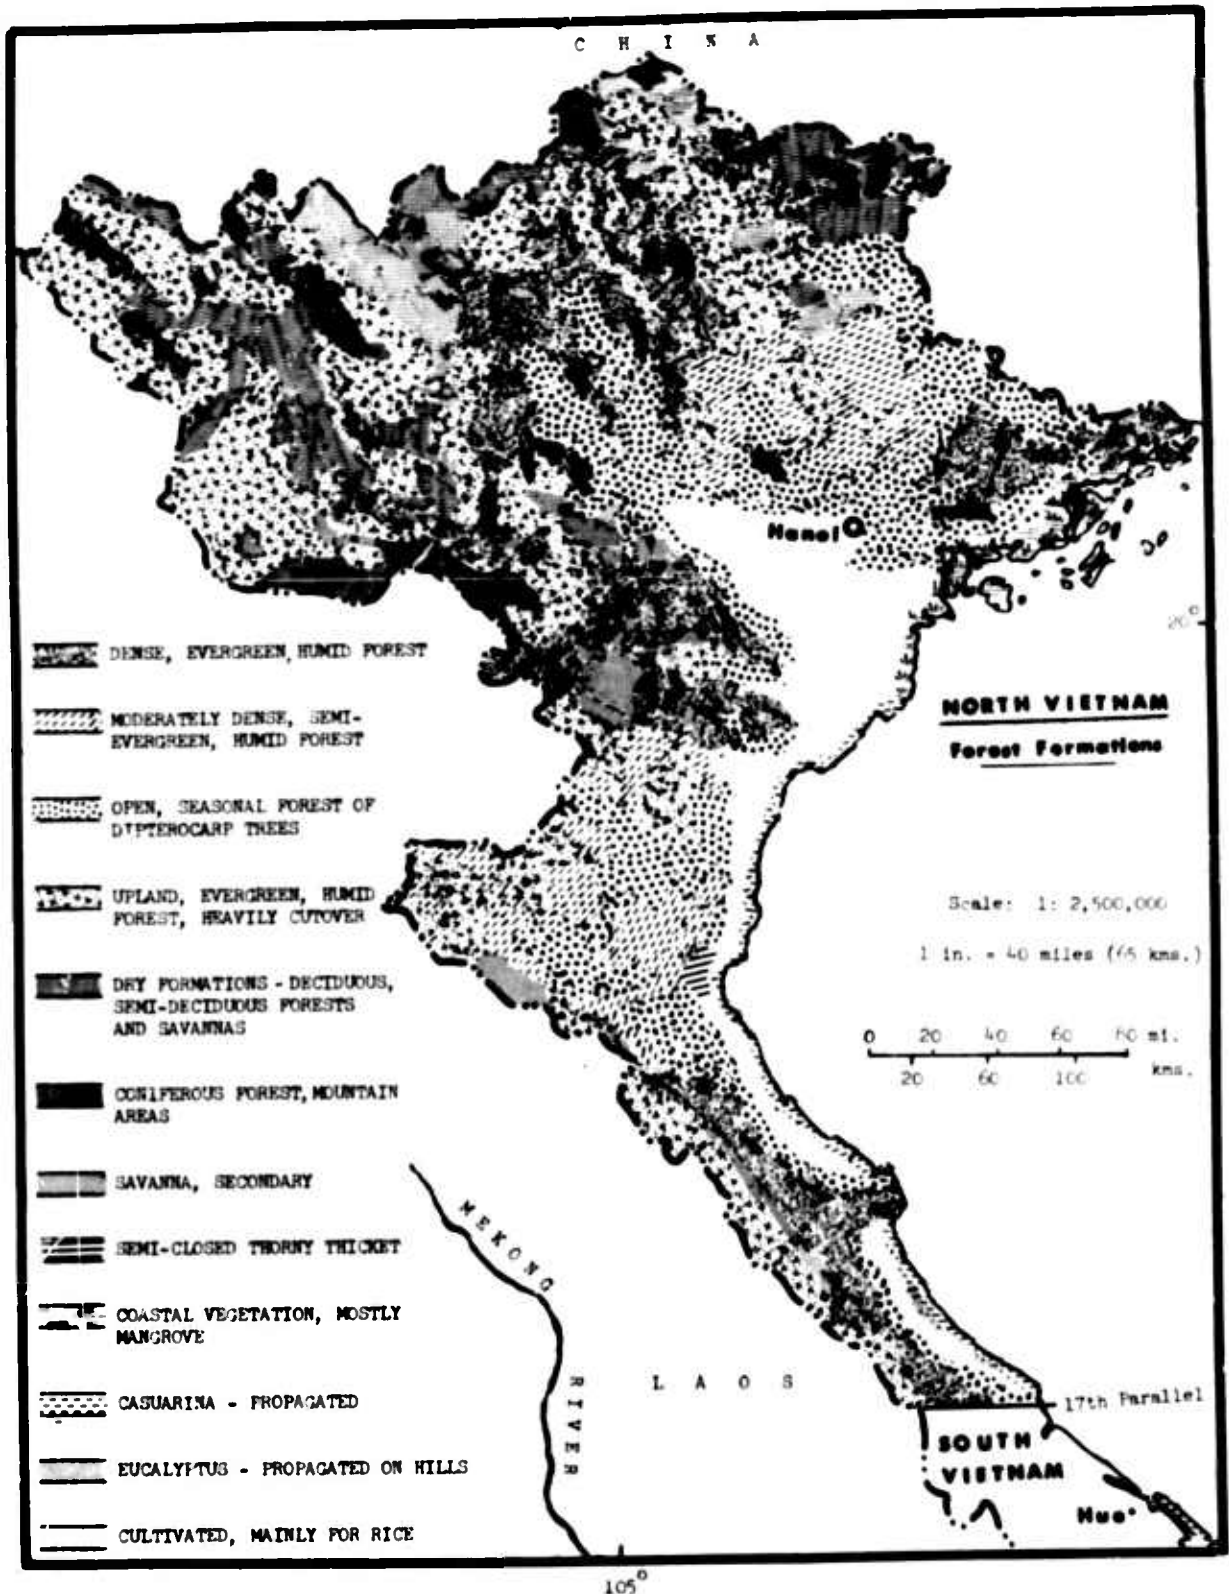 C H I N A
Hanoi
20°
DENSE, EVERGREEN, HUMID FOREST
MODERATELY DENSE, SEMI-
EVERGREEN, HUMID FOREST
OPEN, SEASONAL FOREST OF
DIPTEROCARP TREES
UPLAND, EVERGREEN, HUMID
FOREST, HEAVILY CUTOVER
DRY FORMATIONS - DECIDUOUS,
SEMI-DECIDUOUS FORESTS
AND SAVANNAS
CONIFEROUS FOREST, MOUNTAIN
AREAS
SAVANNA, SECONDARY
SEMI-CLOSED THORNY THICKET
COASTAL VEGETATION, MOSTLY
MANGROVE
CASUARINA - PROPAGATED
EUCALYPTUS - PROPAGATED ON HILLS
CULTIVATED, MAINLY FOR RICE
NORTH VIETNAM
Forest Formations
Scale: 1: 2,500,000
1 in. = 40 miles (65 kms.)
0 20 40 60 80 mi.
20 60 100 kms.
MEKONG
RIVER
L A O S
17th Parallel
SOUTH
VIETNAM
Hue
105°